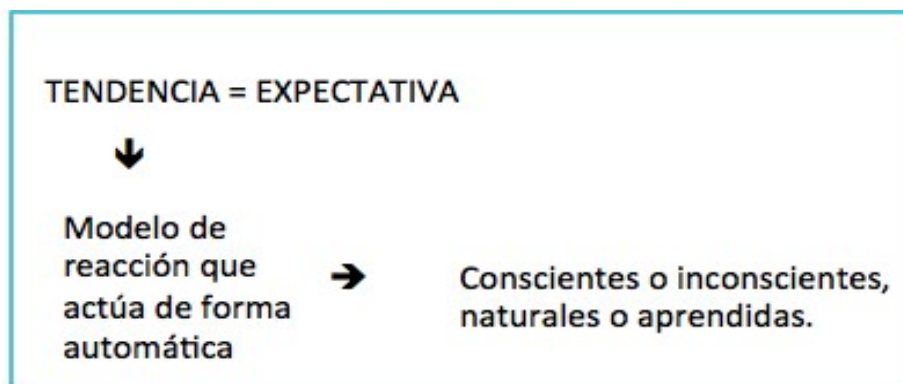 TENDENCIA = EXPECTATIVA
Modelo de
reacción que
actúa de forma
automática
Conscientes o inconscientes,
naturales o aprendidas.